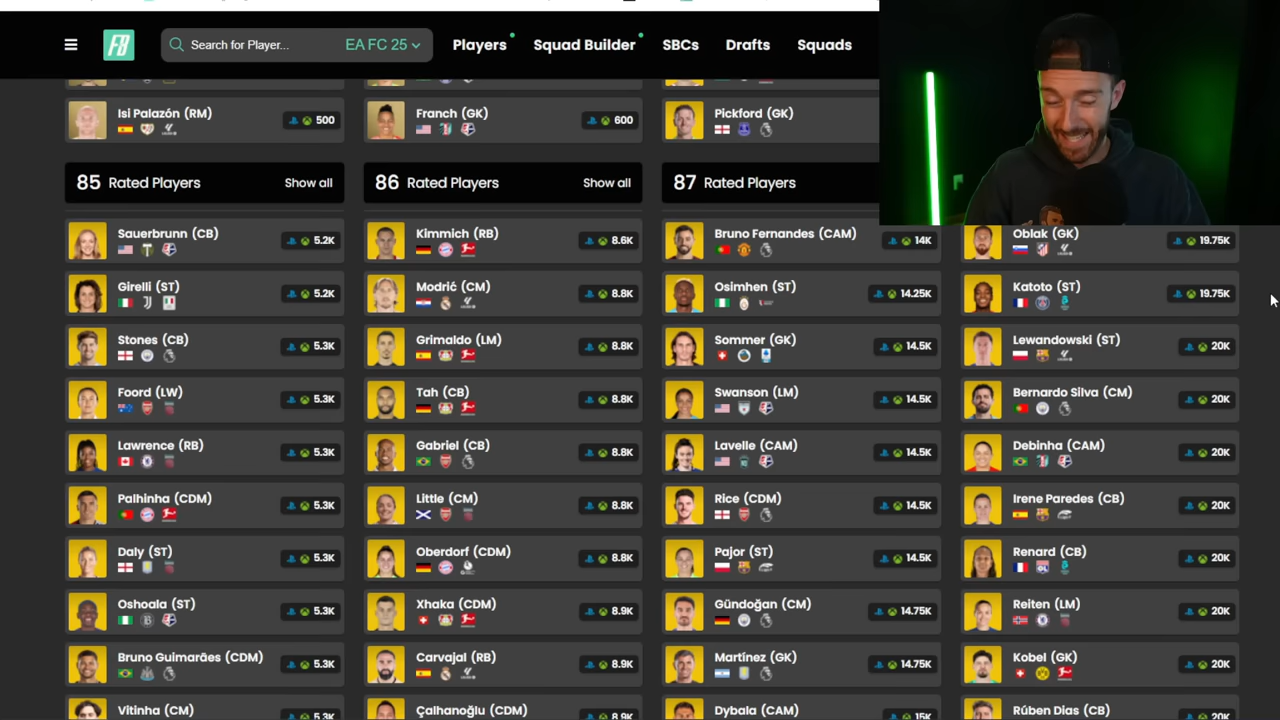 FB
Search for Player...
EA FC 25
Players
Squad Builder
SBCs
Drafts
Squads
Isi Palazón (RM)
500
Franch (GK)
600
Pickford (GK)
85 Rated Players
Show all
86 Rated Players
Show all
87 Rated Players
Sauerbrunn (CB)
5.2K
Kimmich (RB)
8.6K
Bruno Fernandes (CAM)
14K
Oblak (GK)
19.75K
Girelli (ST)
5.2K
Modrić (CM)
8.8K
Osimhen (ST)
14.25K
Katoto (ST)
19.75K
Stones (CB)
5.3K
Grimaldo (LM)
8.8K
Sommer (GK)
14.5K
Lewandowski (ST)
20K
Foord (LW)
5.3K
Tah (CB)
8.8K
Swanson (LM)
14.5K
Bernardo Silva (CM)
20K
Lawrence (RB)
5.3K
Gabriel (CB)
8.8K
Lavelle (CAM)
14.5K
Debinha (CAM)
20K
Palhinha (CDM)
5.3K
Little (CM)
8.8K
Rice (CDM)
14.5K
Irene Paredes (CB)
20K
Daly (ST)
5.3K
Oberdorf (CDM)
8.8K
Pajor (ST)
14.5K
Renard (CB)
20K
Oshoala (ST)
5.3K
Xhaka (CDM)
8.9K
Gündoğan (CM)
14.75K
Reiten (LM)
20K
Bruno Guimarães (CDM)
5.3K
Carvajal (RB)
8.9K
Martínez (GK)
14.75K
Kobel (GK)
20K
Vitinha (CM)
5.3K
Çalhanoğlu (CDM)
8.9K
Dybala (CAM)
15K
Rúben Dias (CB)
20K